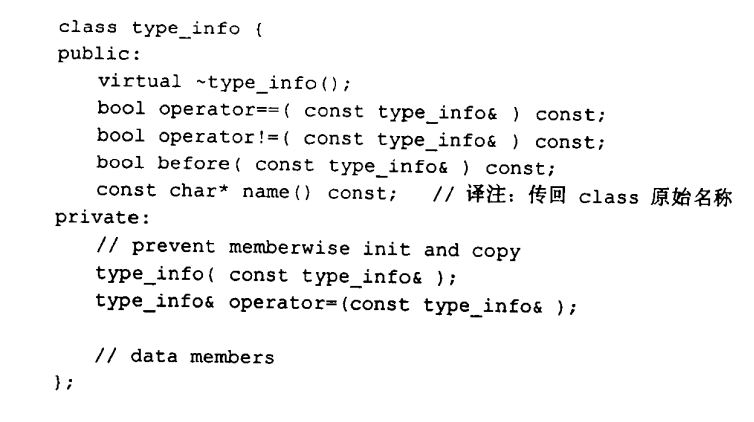 class type_info {
public:
    virtual ~type_info();
    bool operator==( const type_info& ) const;
    bool operator!=( const type_info& ) const;
    bool before( const type_info& ) const;
    const char* name() const;   // 译注：传回 class 原始名称
private:
    // prevent memberwise init and copy
    type_info( const type_info& );
    type_info& operator=(const type_info& );

    // data members
};